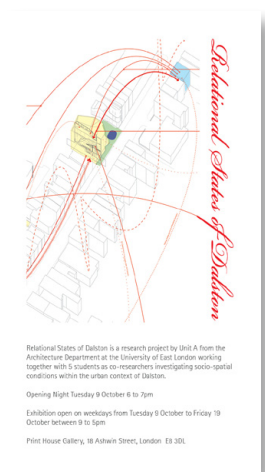 Relational States of Dalston
Relational States of Dalston is a research project by Unit A from the
Architecture Department at the University of East London working
together with 5 students as co-researchers investigating socio-spatial
conditions within the urban context of Dalston.
Opening Night Tuesday 9 October 6 to 7pm
Exhibition open on weekdays from Tuesday 9 October to Friday 19
October between 9 to 5pm
Print House Gallery, 18 Ashwin Street, London E8 3DL